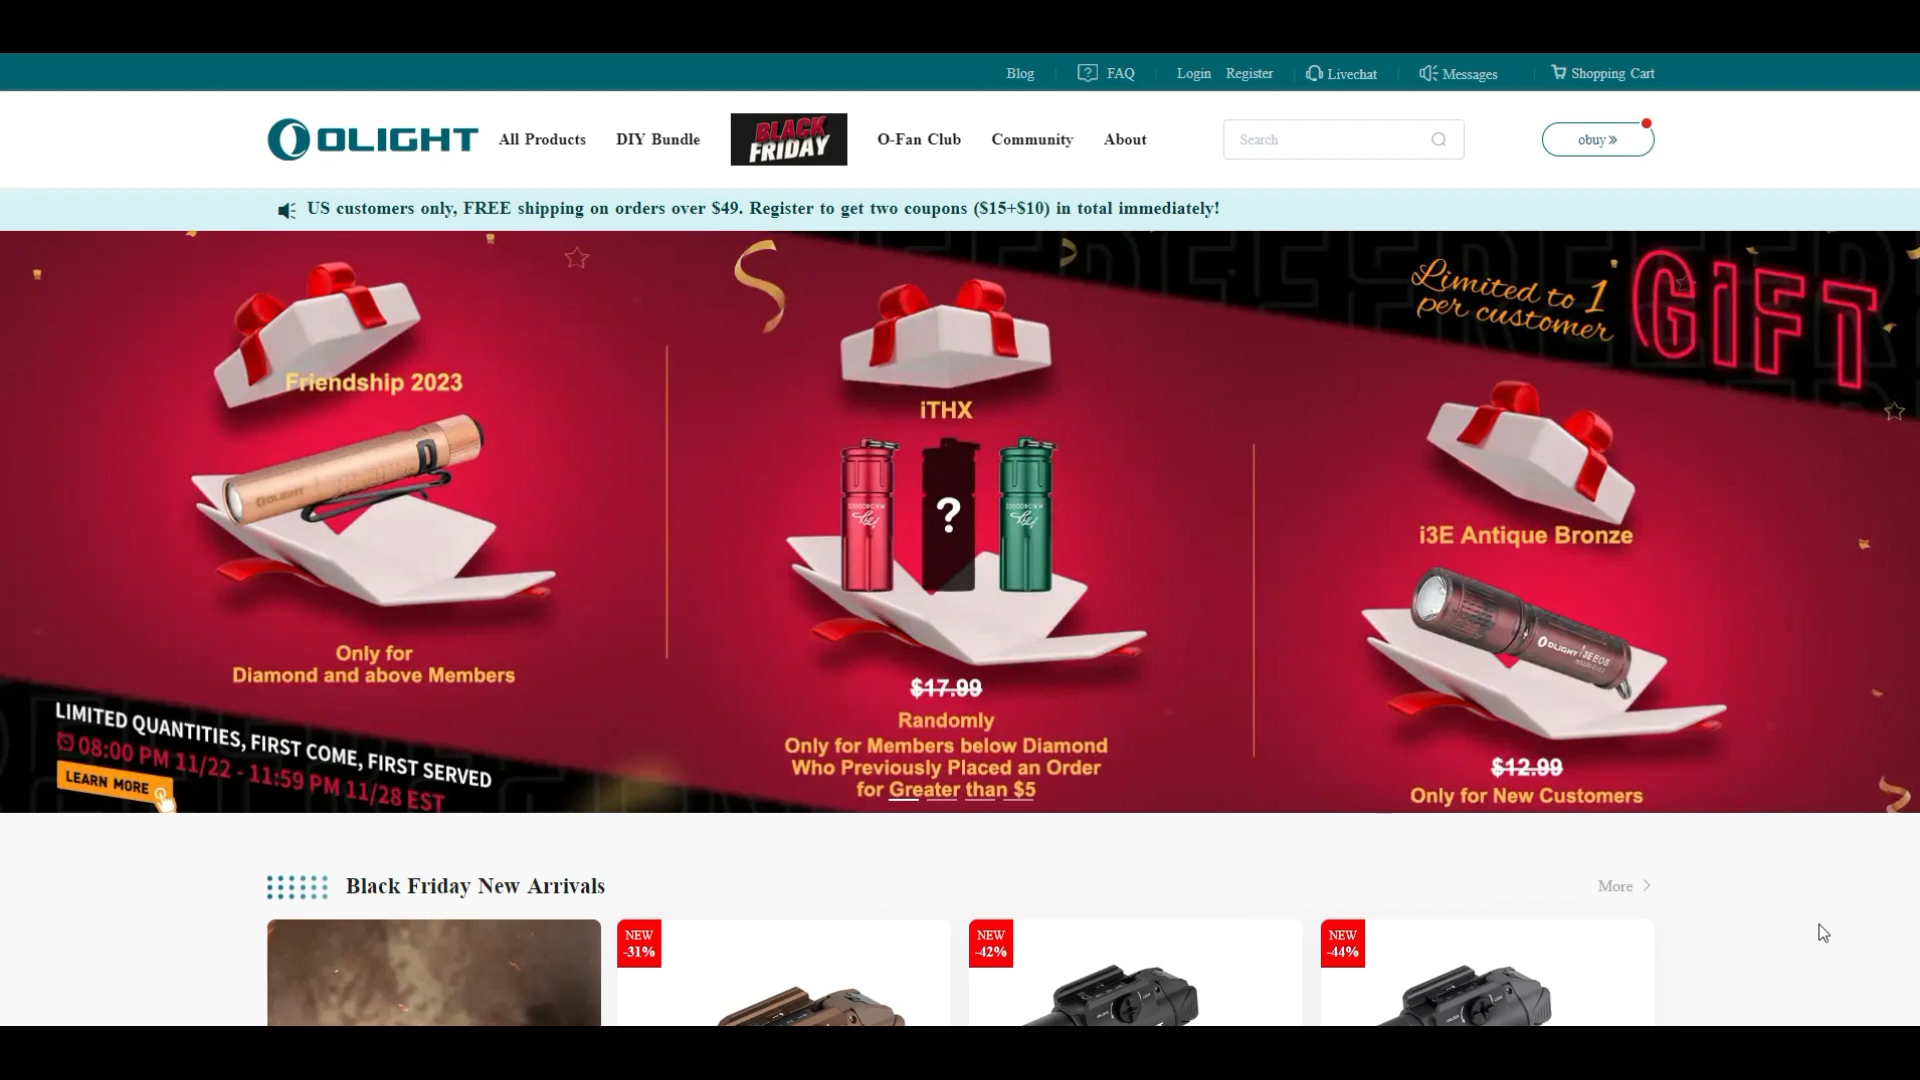 Blog
FAQ
Login Register
Livechat
Messages
Shopping Cart
OLIGHT
All Products
DIY Bundle
BLACK
FRIDAY
O-Fan Club
Community
About
Search
obuy »
US customers only, FREE shipping on orders over $49. Register to get two coupons ($15+$10) in total immediately!
Limited to 1
per customer
GIFT
Friendship 2023
OLIGHT
Only for
Diamond and above Members
iTHX
?
$17.99
Randomly
Only for Members below Diamond
Who Previously Placed an Order
for Greater than $5
i3E Antique Bronze
OLIGHT i3E EOS
$12.99
Only for New Customers
LIMITED QUANTITIES, FIRST COME, FIRST SERVED
08:00 PM 11/22 - 11:59 PM 11/28 EST
LEARN MORE
Black Friday New Arrivals
More
NEW
-31%
NEW
-42%
NEW
-44%